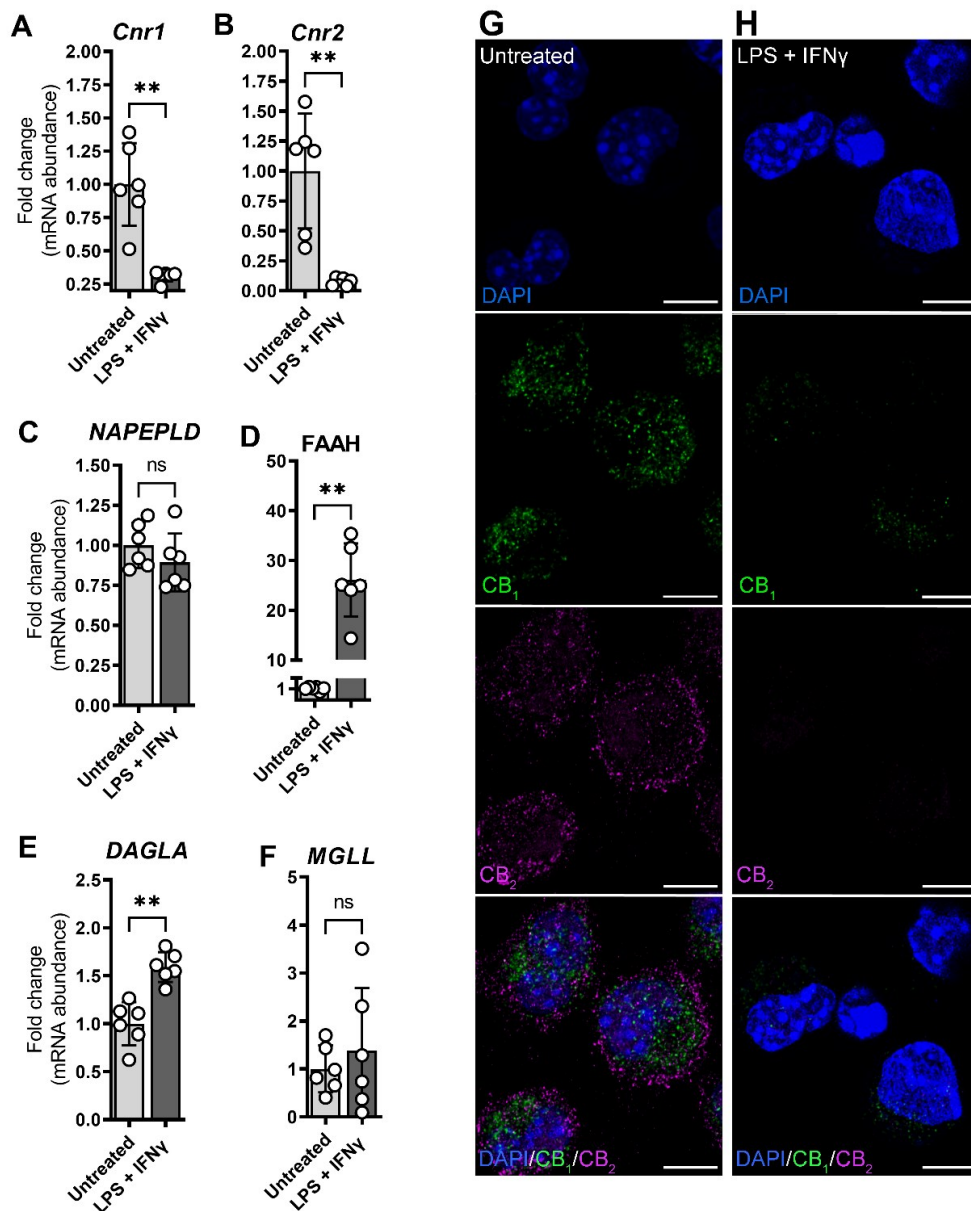 A
Cnr1
Fold change
(mRNA abundance)
2.00
1.75
1.50
1.25
1.00
0.75
0.50
0.25
**
Untreated
LPS + IFNγ
B
Cnr2
2.00
1.75
1.50
1.25
1.00
0.75
0.50
0.25
0.00
**
Untreated
LPS + IFNγ
C
NAPEPLD
Fold change
(mRNA abundance)
1.50
1.25
1.00
0.75
0.50
0.25
0.00
ns
Untreated
LPS + IFNγ
D
FAAH
50
40
30
20
10
1
**
Untreated
LPS + IFNγ
E
DAGLA
Fold change
(mRNA abundance)
2.5
2.0
1.5
1.0
0.5
0.0
**
Untreated
LPS + IFNγ
F
MGLL
5
4
3
2
1
0
ns
Untreated
LPS + IFNγ
G
Untreated
DAPI
CB₁
CB₂
DAPI/CB₁/CB₂
H
LPS + IFNγ
DAPI
CB₁
CB₂
DAPI/CB₁/CB₂